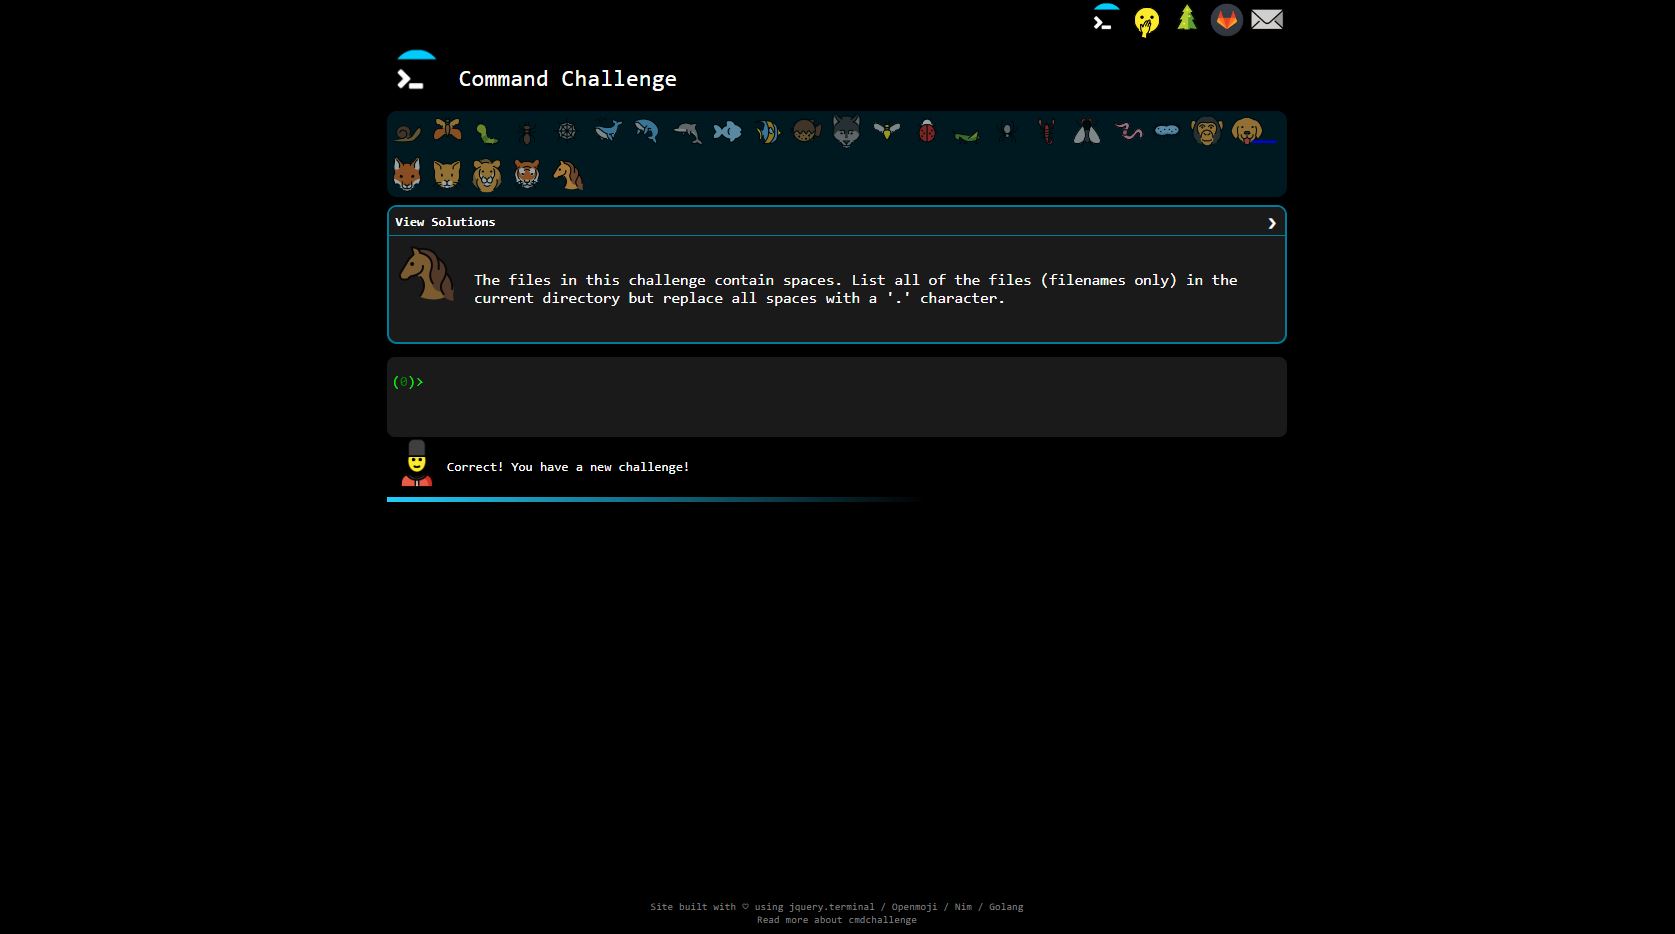 Command Challenge
View Solutions
The files in this challenge contain spaces. List all of the files (filenames only) in the
current directory but replace all spaces with a '.' character.
(0)>
Correct! You have a new challenge!
Site built with ♡ using jquery.terminal / Openmoji / Nim / Golang
Read more about cmdchallenge